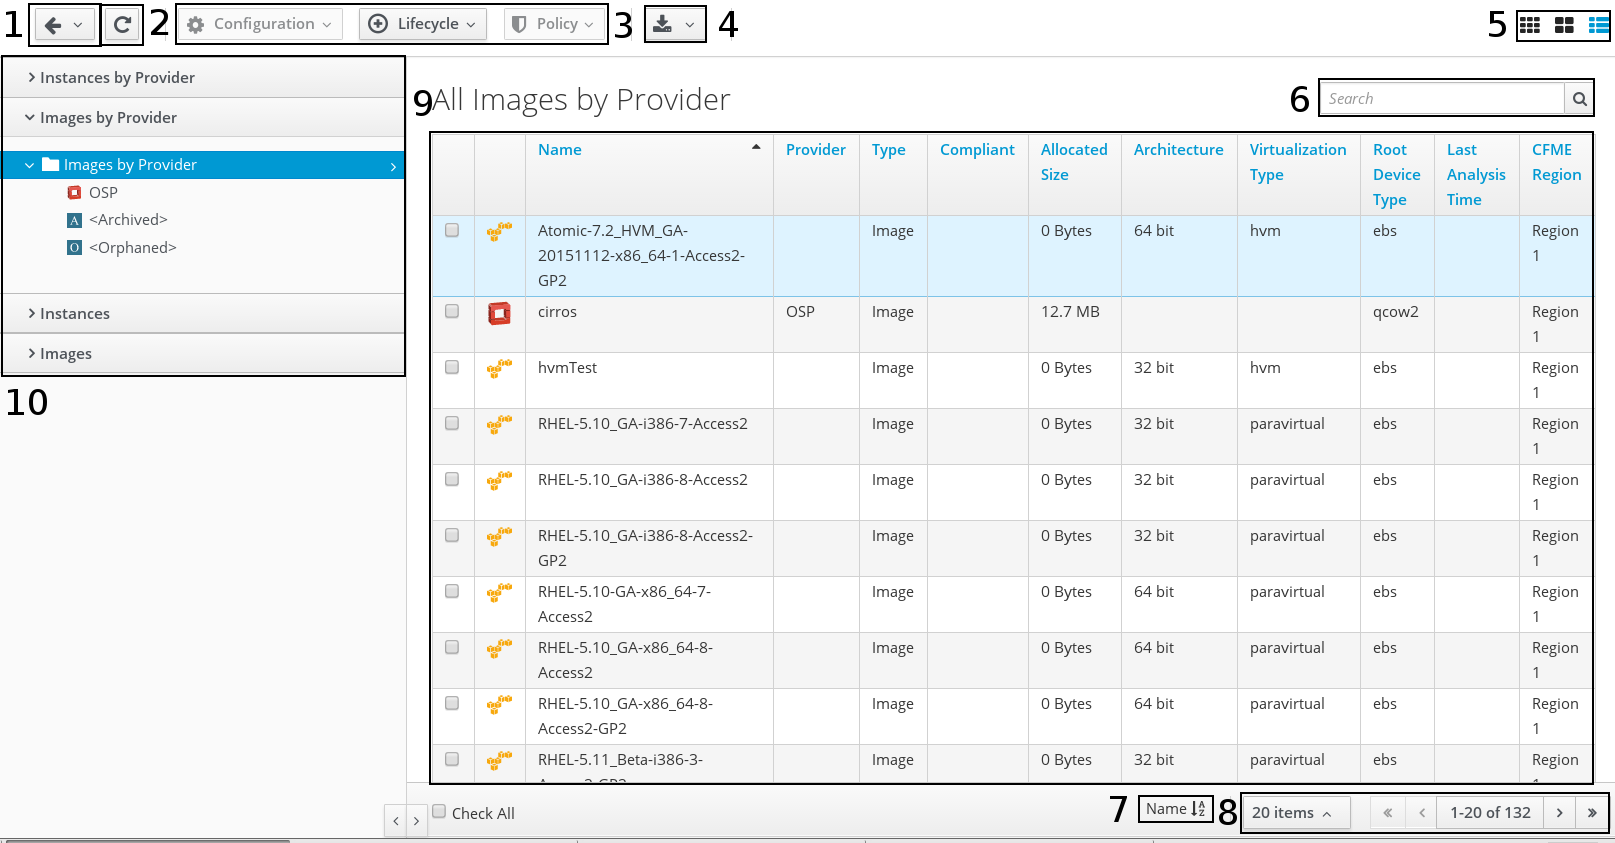 1 2 Configuration Lifecycle Policy 3 4 5
Instances by Provider
Images by Provider
Images by Provider
OSP
A <Archived>
O <Orphaned>
Instances
Images
10
9 All Images by Provider 6 Search
Name Provider Type Compliant Allocated Size Architecture Virtualization Type Root Device Type Last Analysis Time CFME Region
Atomic-7.2_HVM_GA-20151112-x86_64-1-Access2-GP2 Image 0 Bytes 64 bit hvm ebs Region 1
cirros OSP Image 12.7 MB qcow2 Region 1
hvmTest Image 0 Bytes 32 bit hvm ebs Region 1
RHEL-5.10_GA-i386-7-Access2 Image 0 Bytes 32 bit paravirtual ebs Region 1
RHEL-5.10_GA-i386-8-Access2 Image 0 Bytes 32 bit paravirtual ebs Region 1
RHEL-5.10_GA-i386-8-Access2-GP2 Image 0 Bytes 32 bit paravirtual ebs Region 1
RHEL-5.10-GA-x86_64-7-Access2 Image 0 Bytes 64 bit paravirtual ebs Region 1
RHEL-5.10_GA-x86_64-8-Access2 Image 0 Bytes 64 bit paravirtual ebs Region 1
RHEL-5.10_GA-x86_64-8-Access2-GP2 Image 0 Bytes 64 bit paravirtual ebs Region 1
RHEL-5.11_Beta-i386-3- Image 0 Bytes 32 bit paravirtual ebs Region
Check All 7 Name 8 20 items 1-20 of 132